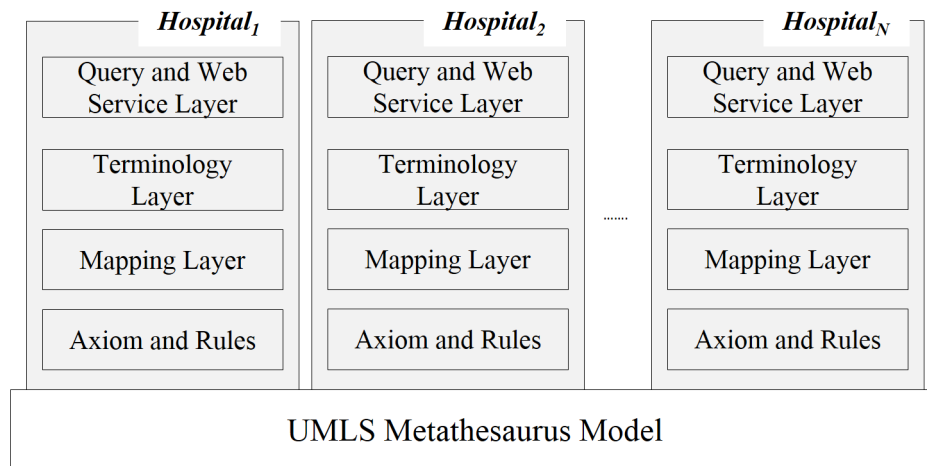 Hospital1
Query and Web
Service Layer
Terminology
Layer
Mapping Layer
Axiom and Rules
Hospital2
Query and Web
Service Layer
Terminology
Layer
Mapping Layer
Axiom and Rules
.......
HospitalN
Query and Web
Service Layer
Terminology
Layer
Mapping Layer
Axiom and Rules
UMLS Metathesaurus Model